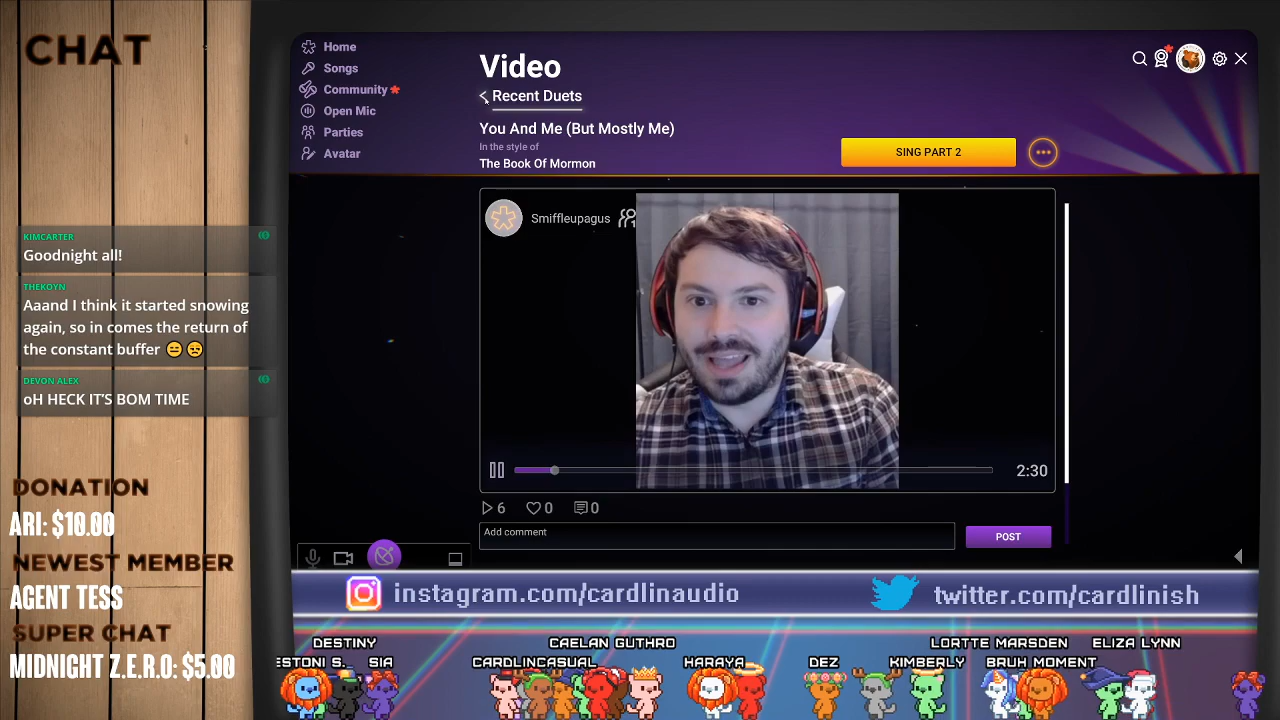 CHAT
KIMCARTER
Goodnight all!
THEKOYN
Aaand I think it started snowing
again, so in comes the return of
the constant buffer 😑 😒
DEVON ALEX
oH HECK IT'S BOM TIME
DONATION
ARI: $10.00
NEWEST MEMBER
AGENT TESS
SUPER CHAT
MIDNIGHT Z.E.R.O: $5.00
Home
Songs
Community
Open Mic
Parties
Avatar
Video
< Recent Duets
You And Me (But Mostly Me)
In the style of
The Book Of Mormon
SING PART 2
Smiffleupagus
2:30
6
0
0
Add comment
POST
instagram.com/cardlinaudio
twitter.com/cardlinish
DESTINY
CAELAN GUTHRO
LORTTE MARSDEN
ELIZA LYNN
ESTONI S.
SIA
CARDLINCASUAL
HARAYA
DEZ
KIMBERLY
BRUH MOMENT